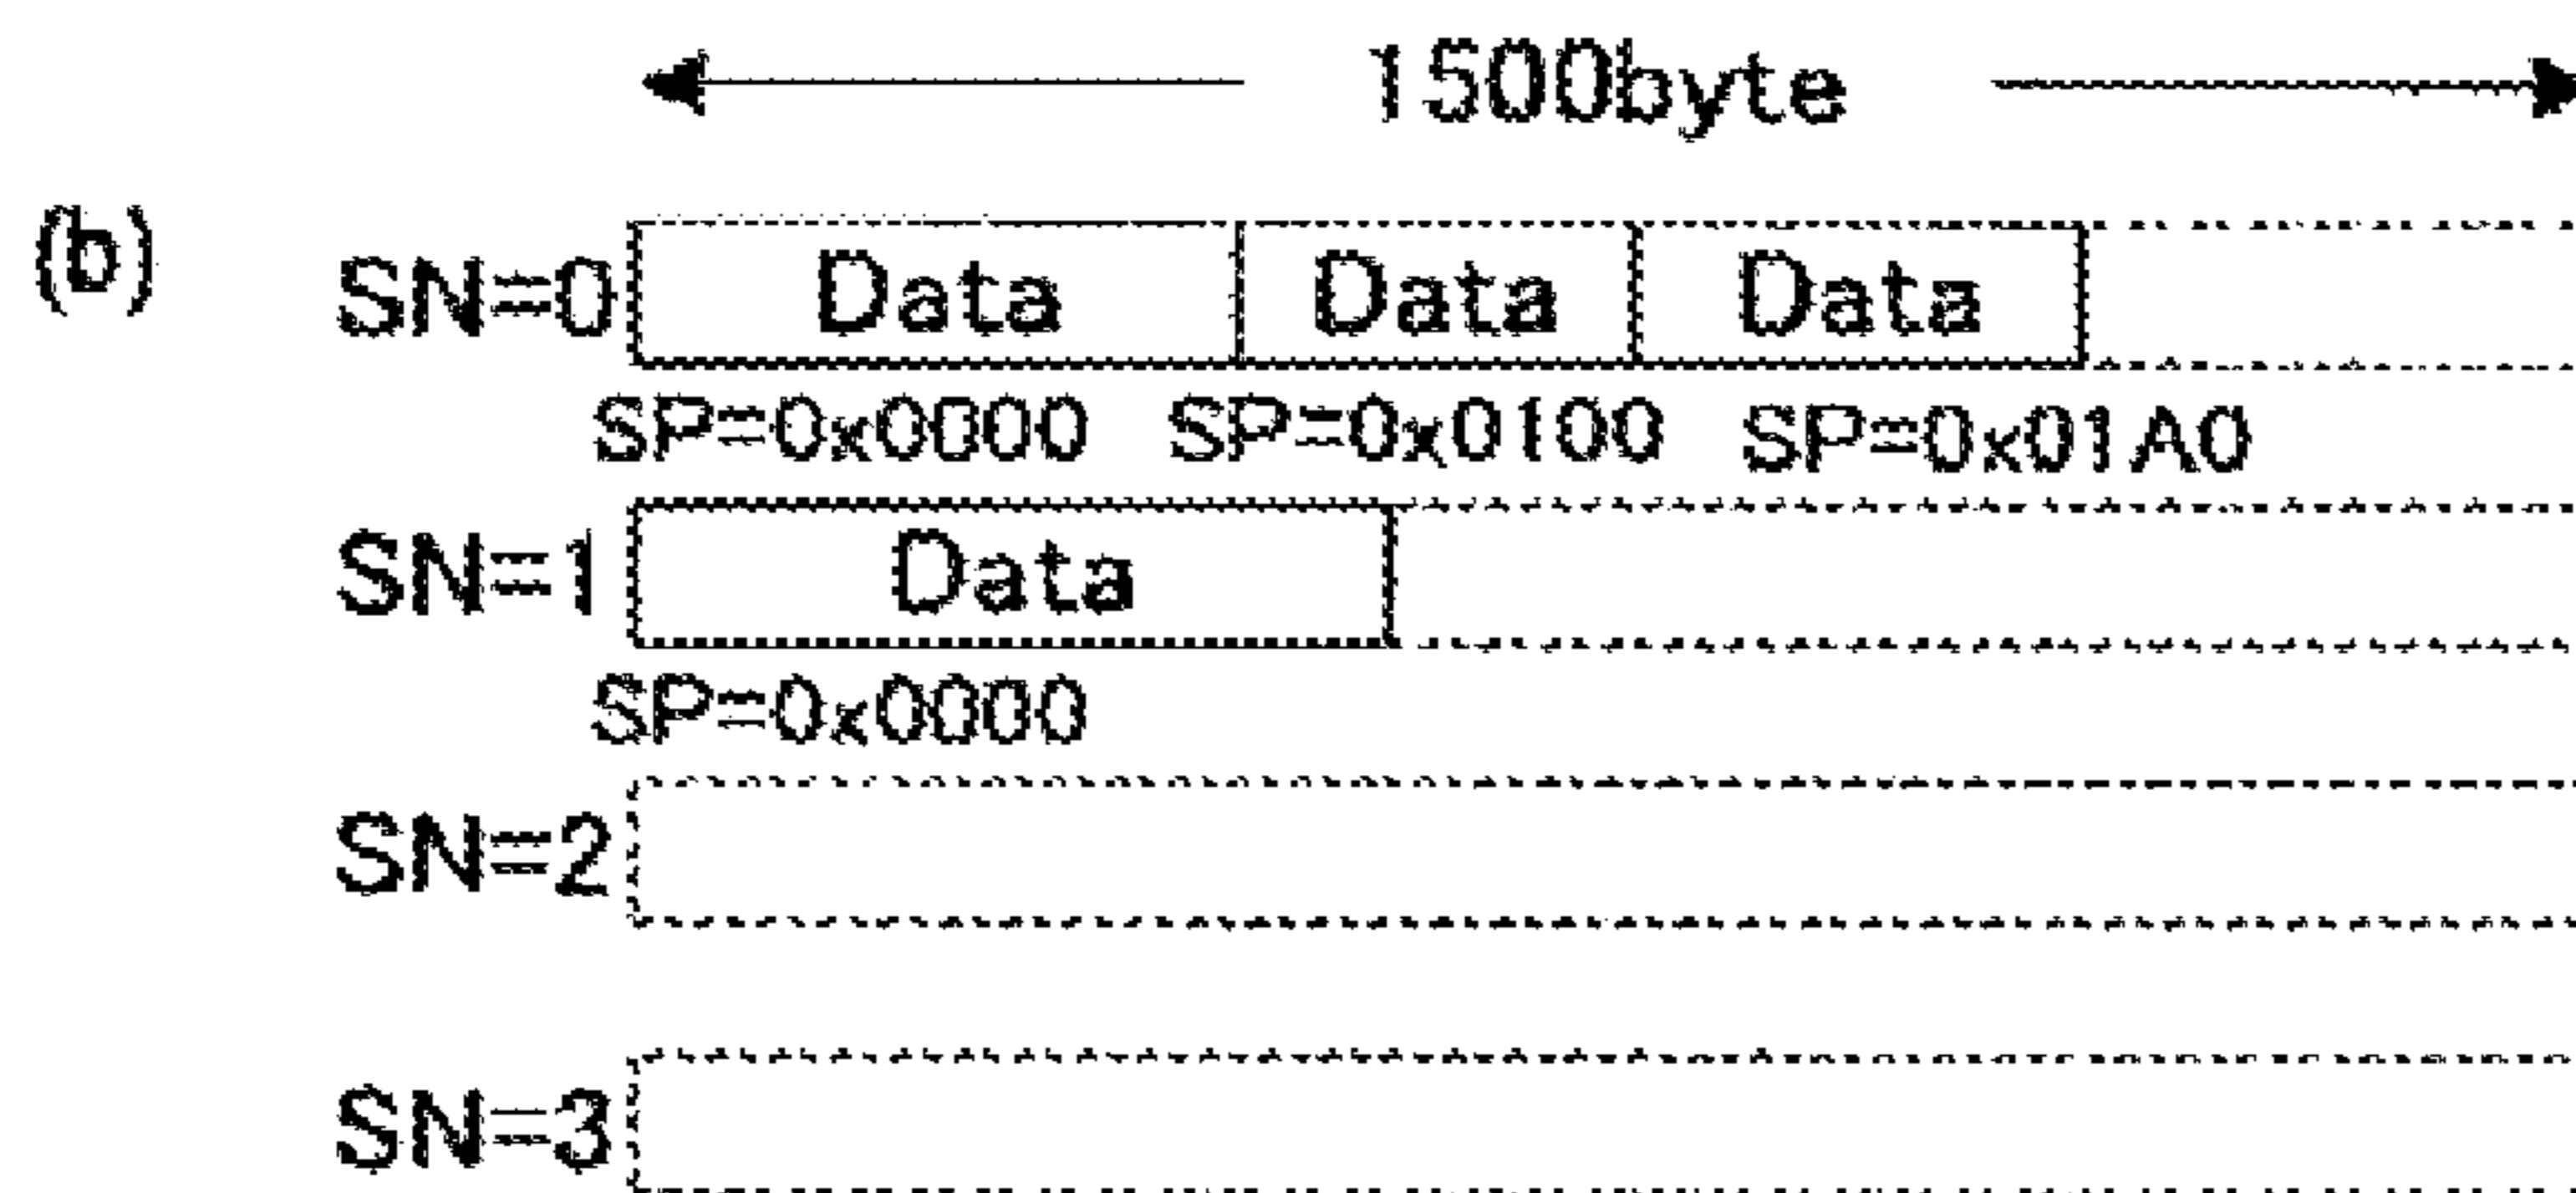 1500byte
(b)
SN=0 Data Data Data
SP=0x0000 SP=0x0100 SP=0x01A0
SN=1 Data
SP=0x0000
SN=2
SN=3